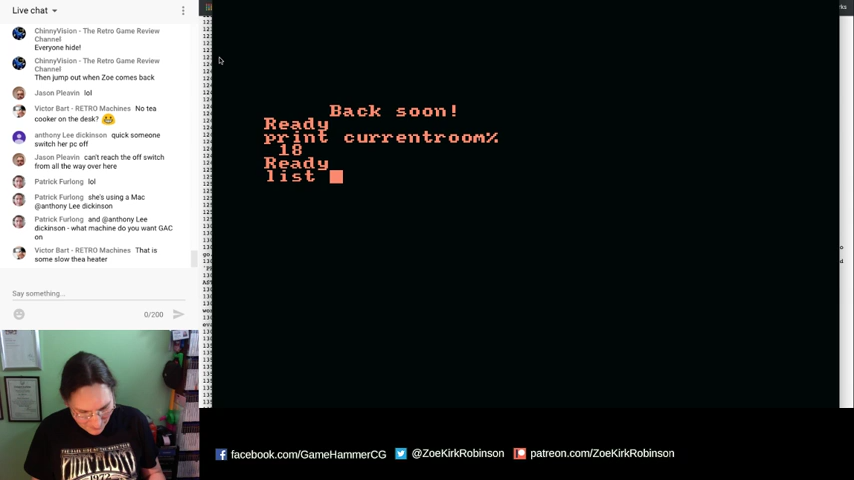 Live chat
ChinnyVision - The Retro Game Review
Channel
Everyone hide!
ChinnyVision - The Retro Game Review
Channel
Then jump out when Zoe comes back
Jason Pleavin lol
Victor Bart - RETRO Machines No tea
cooker on the desk? 😂
anthony Lee dickinson quick someone
switch her pc off
Jason Pleavin can't reach the off switch
from all the way over here
Patrick Furlong lol
Patrick Furlong she's using a Mac
@anthony Lee dickinson
Patrick Furlong and @anthony Lee
dickinson - what machine do you want GAC
on
Victor Bart - RETRO Machines That is
some slow thea heater
Say something...
0/200
Back soon!
Ready
print currentroom%
18
Ready
list
facebook.com/GameHammerCG
@ZoeKirkRobinson
patreon.com/ZoeKirkRobinson